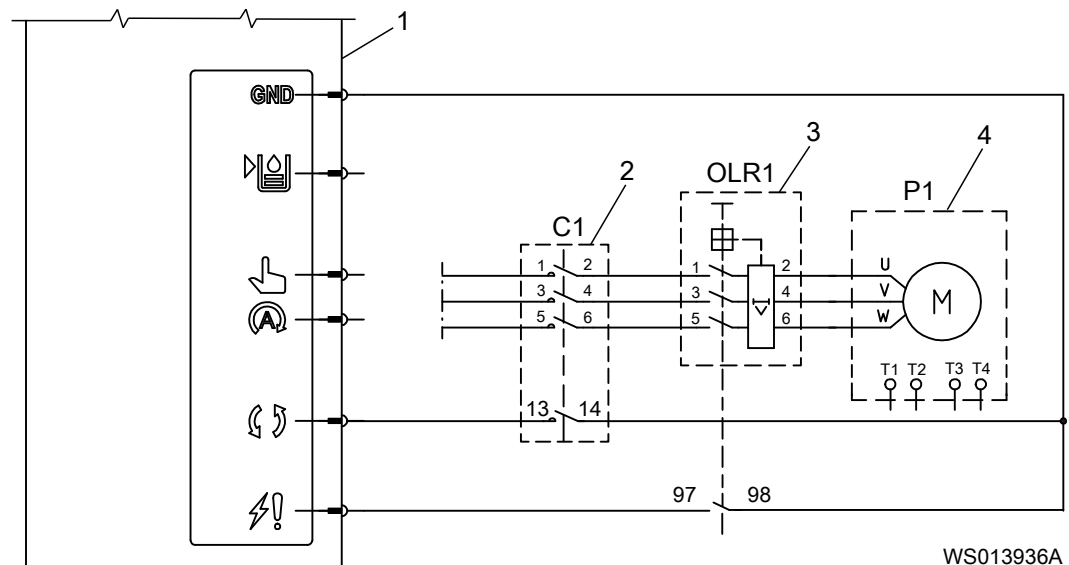 1
GND
3
4
2
OLR1
P1
C1
1 2 1 2 U
3 4 3 4 V M
A
5 6 5 6 W
T1 T2 T3 T4
13 14
97 98
WS013936A